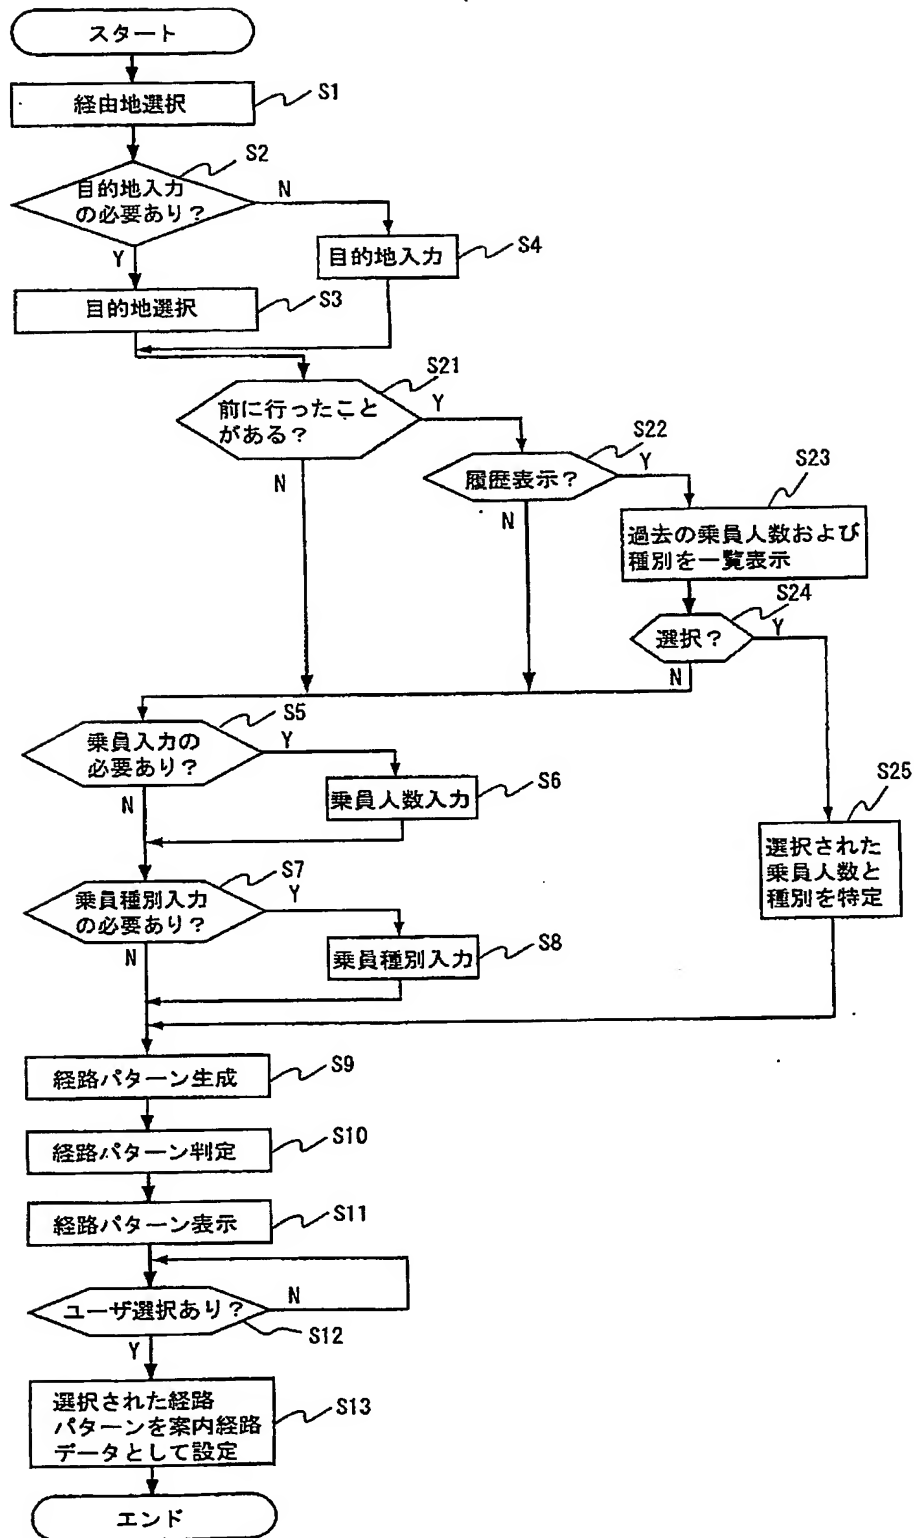 スタート
経由地選択
S1
S2
目的地入力
の必要あり?
N
Y
目的地入力
S4
目的地選択
S3
S21
前に行ったこと
がある?
Y
N
S22
履歴表示?
Y
N
S23
過去の乗員人数および
種別を一覧表示
S24
選択?
Y
N
S5
乗員入力の
必要あり?
Y
N
乗員人数入力
S6
S25
選択された
乗員人数と
種別を特定
S7
乗員種別入力
の必要あり?
Y
N
乗員種別入力
S8
経路パターン生成
S9
経路パターン判定
S10
経路パターン表示
S11
ユーザ選択あり?
N
S12
Y
選択された経路
パターンを案内経路
データとして設定
S13
エンド